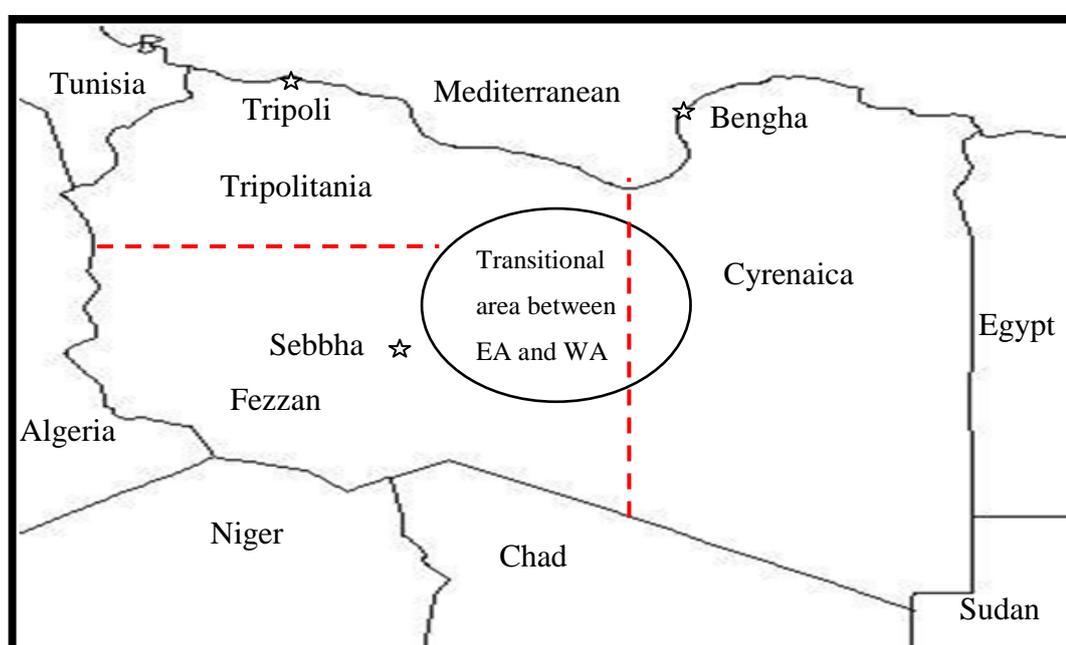 Tunisia
Mediterranean
Tripoli
Bengha
Tripolitania
Transitional
area between
EA and WA
Cyrenaica
Egypt
Sebbha
Fezzan
Algeria
Niger
Chad
Sudan